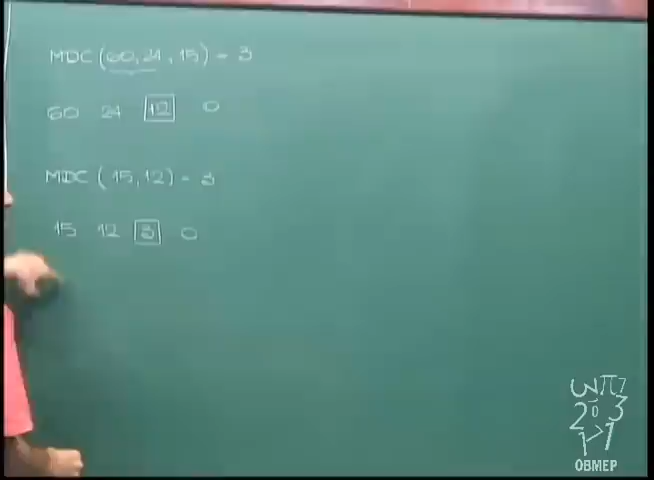 MDC (60, 24, 15) = 3
60 24 12 0
MDC (15, 12) = 3
15 12 3 0
OBMEP